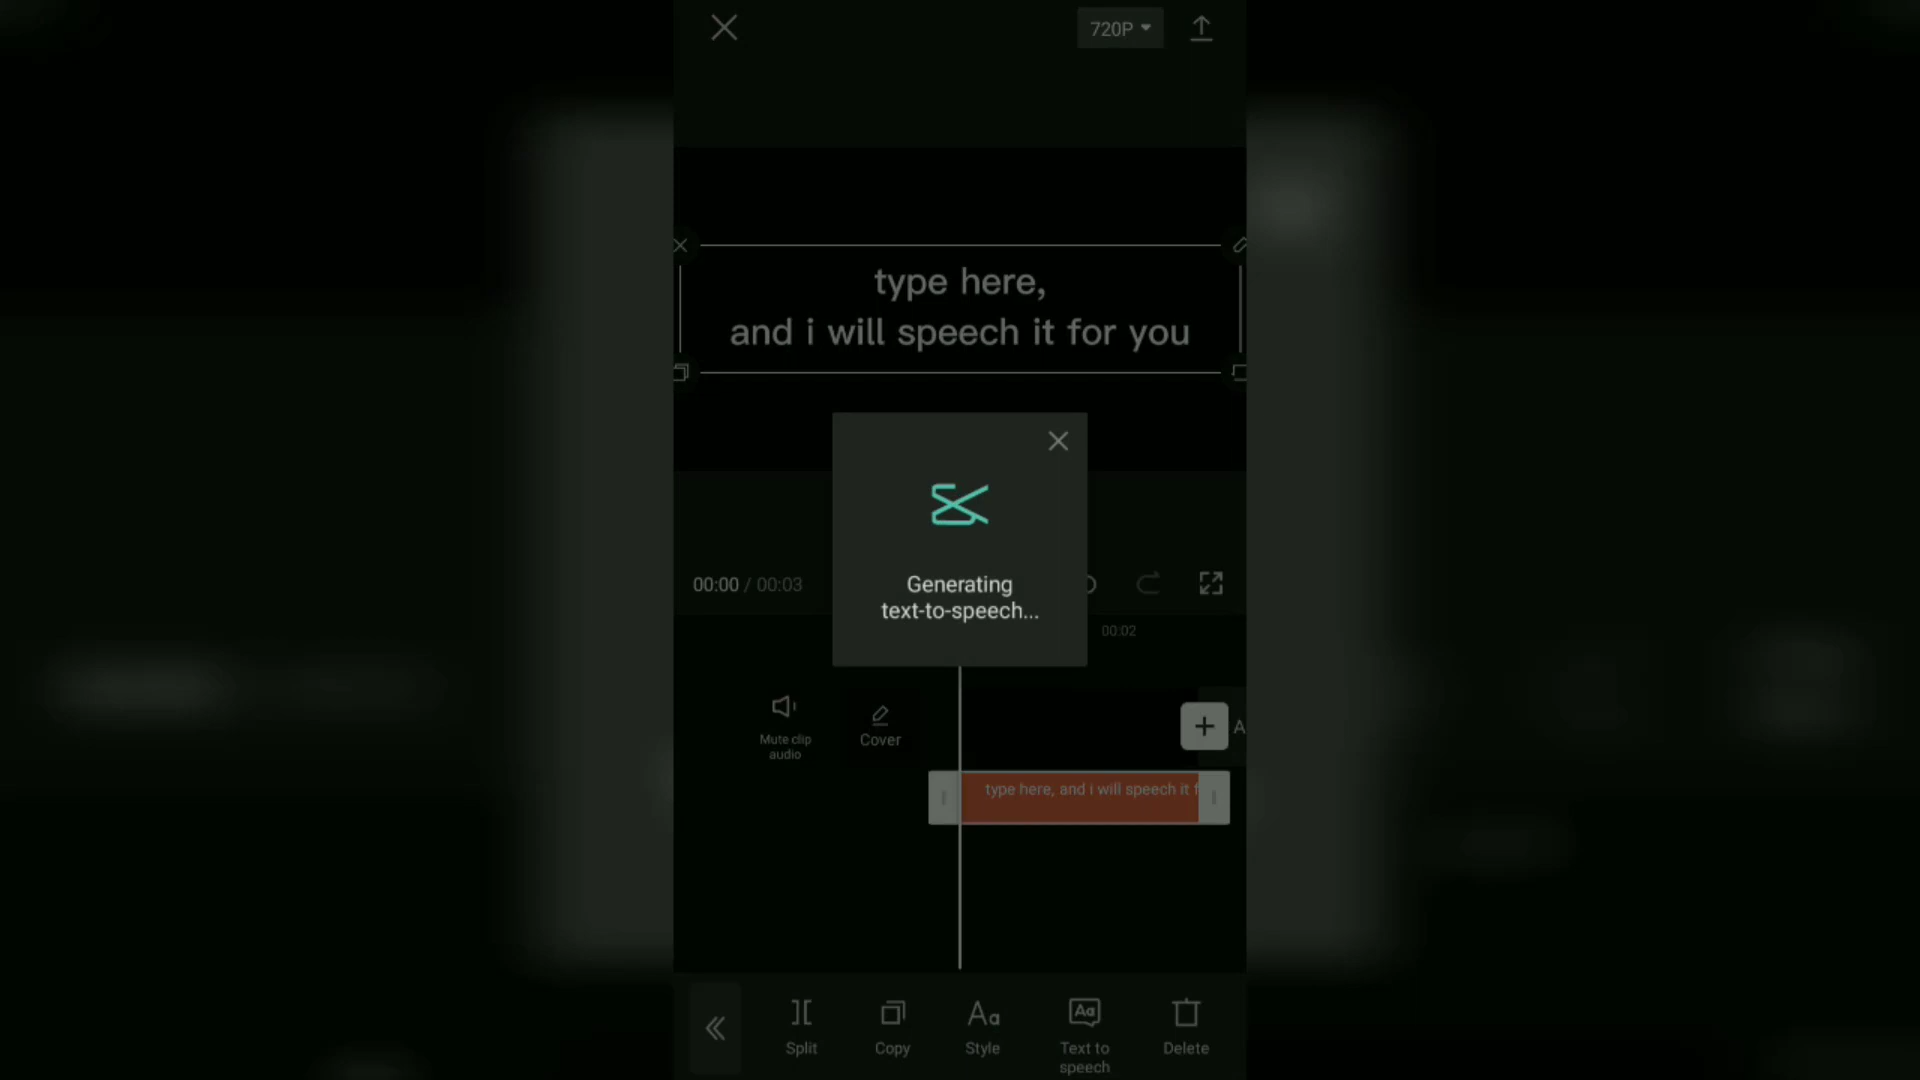 720P
type here,
and i will speech it for you
Generating
text-to-speech...
00:00 / 00:03
00:02
Mute clip
audio
Cover
A
type here, and i will speech it f
Split
Copy
Style
Text to
speech
Delete